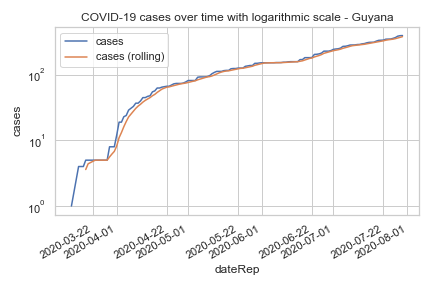 COVID-19 cases over time with logarithmic scale - Guyana
cases
cases (rolling)
10²
10¹
10⁰
cases
2020-03-22
2020-04-01
2020-04-22
2020-05-01
2020-05-22
2020-06-01
2020-06-22
2020-07-01
2020-07-22
2020-08-01
dateRep